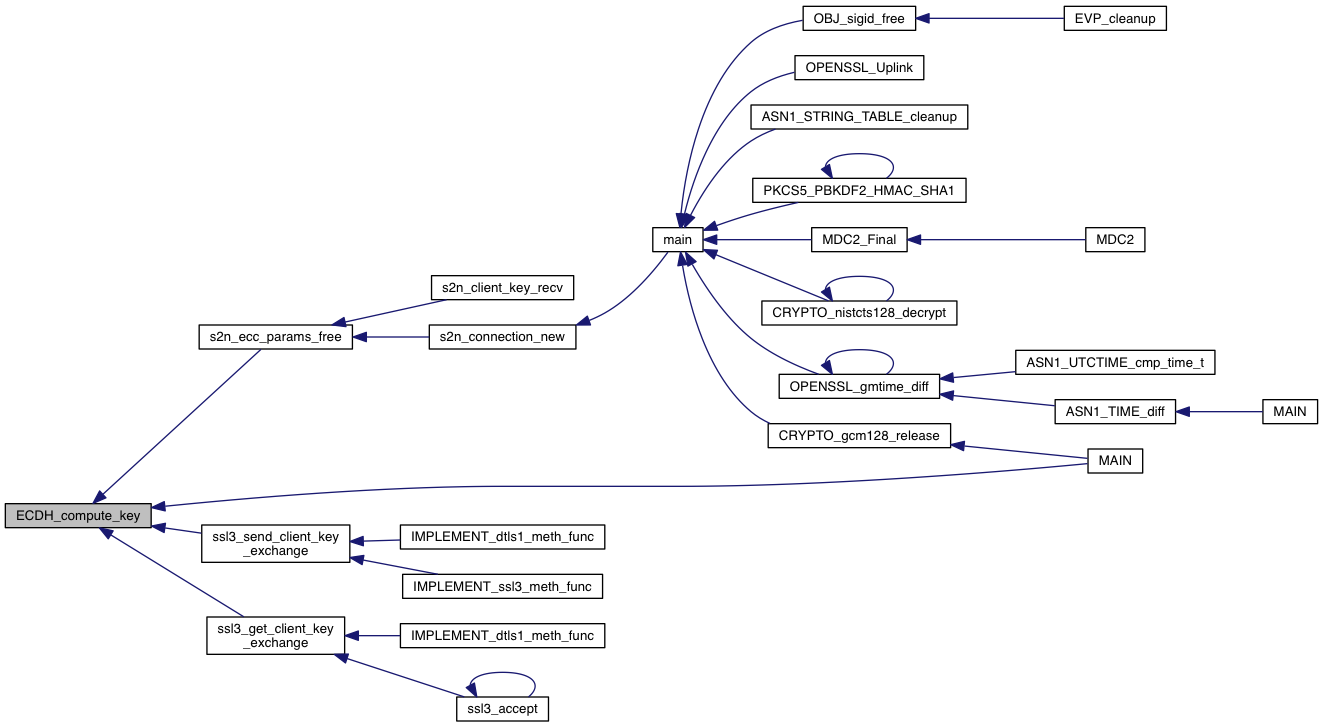 OBJ_sigid_free
EVP_cleanup
OPENSSL_Uplink
ASN1_STRING_TABLE_cleanup
PKCS5_PBKDF2_HMAC_SHA1
main
MDC2_Final
MDC2
s2n_client_key_recv
CRYPTO_nistcts128_decrypt
s2n_ecc_params_free
s2n_connection_new
ASN1_UTCTIME_cmp_time_t
OPENSSL_gmtime_diff
ASN1_TIME_diff
MAIN
CRYPTO_gcm128_release
MAIN
ECDH_compute_key
ssl3_send_client_key
_exchange
IMPLEMENT_dtls1_meth_func
IMPLEMENT_ssl3_meth_func
ssl3_get_client_key
_exchange
IMPLEMENT_dtls1_meth_func
ssl3_accept